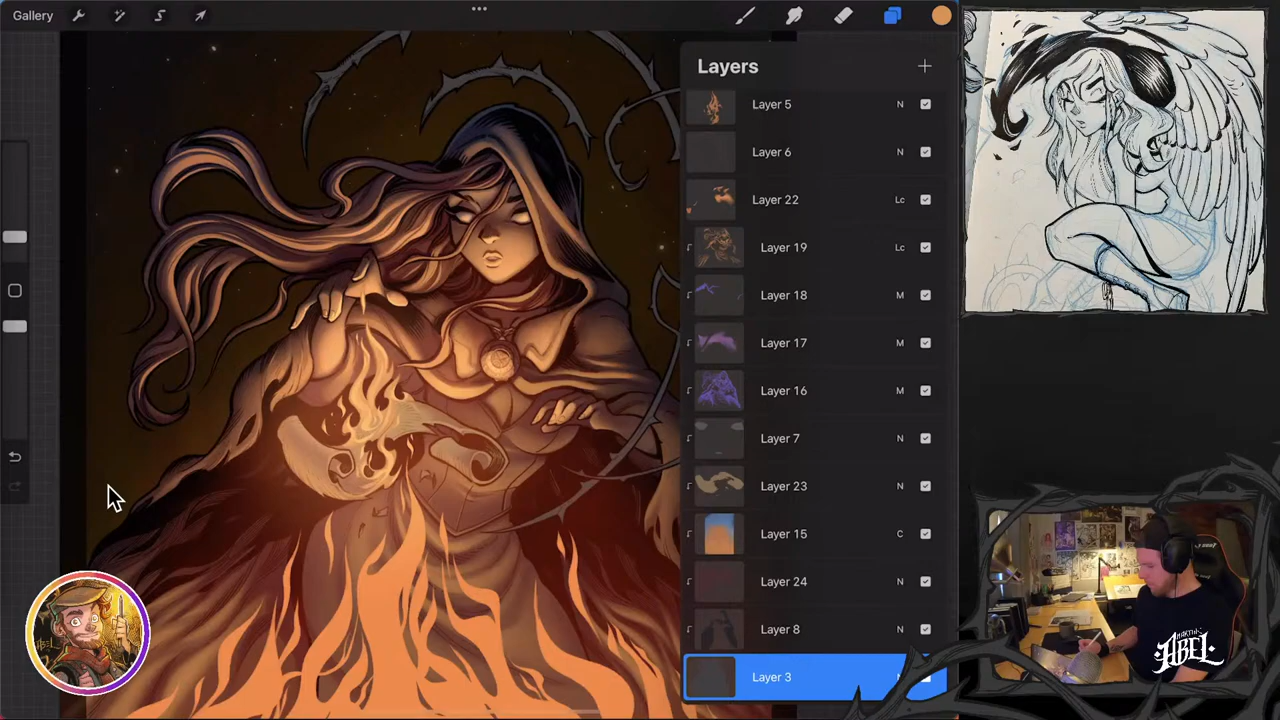 Gallery
Layers
Layer 5 N
Layer 6 N
Layer 22 Lc
Layer 19 Lc
Layer 18 M
Layer 17 M
Layer 16 M
Layer 7 N
Layer 23 N
Layer 15 C
Layer 24 N
Layer 8 N
Layer 3
MARTIN
ABEL